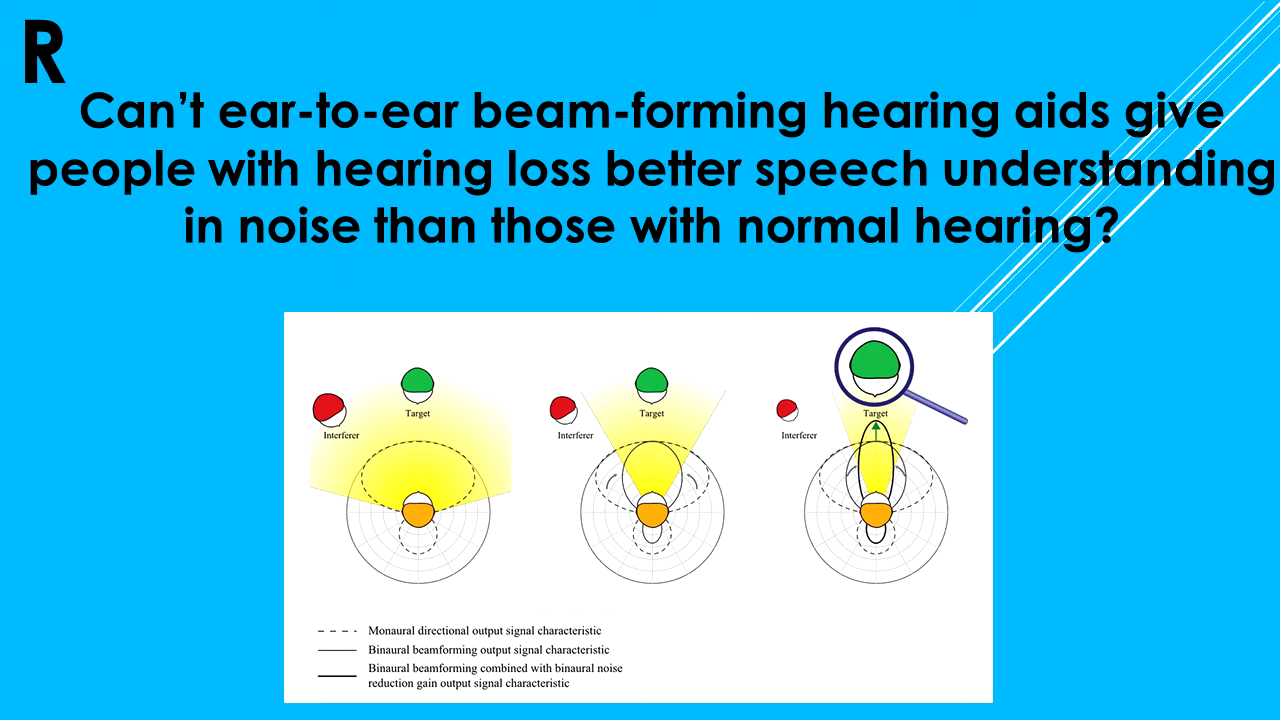 R
Can't ear-to-ear beam-forming hearing aids give
people with hearing loss better speech understanding
in noise than those with normal hearing?
Target
Interferer
Target
Interferer
Target
Interferer
Monaural directional output signal characteristic
Binaural beamforming output signal characteristic
Binaural beamforming combined with binaural noise
reduction gain output signal characteristic